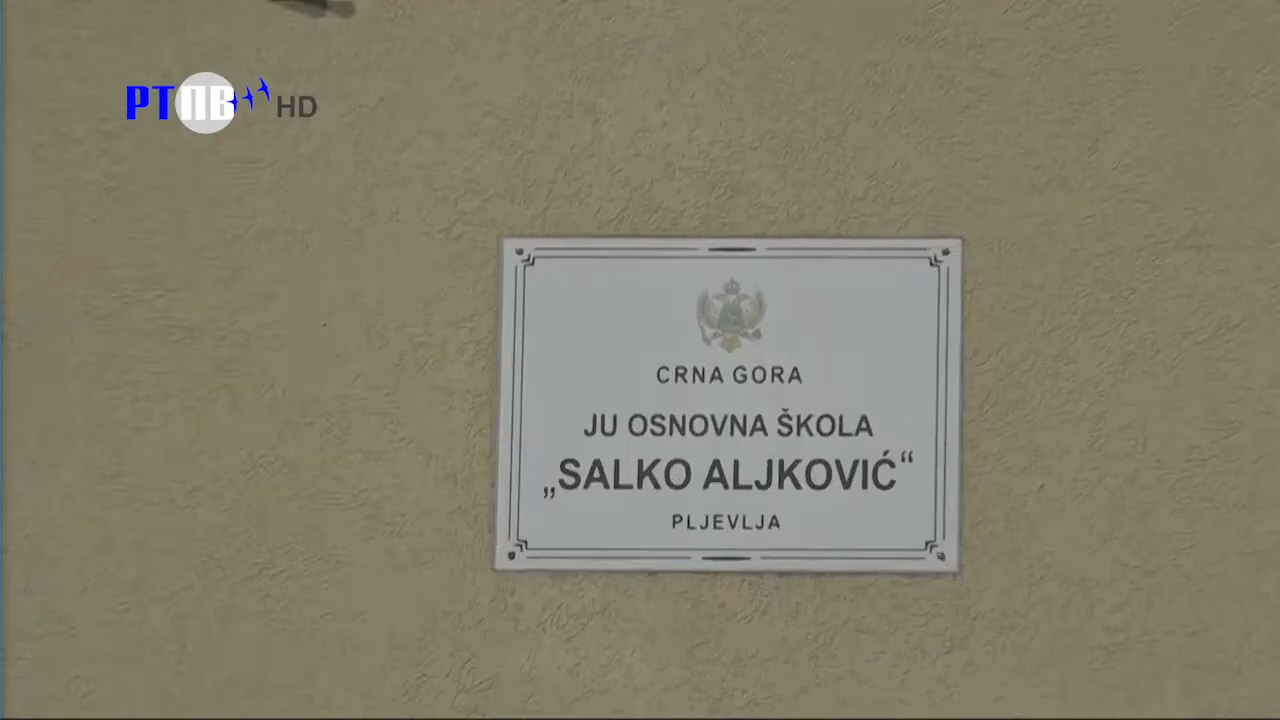 РТПВ HD
CRNA GORA
JU OSNOVNA ŠKOLA
„SALKO ALJKOVIĆ“
PLJEVLJA